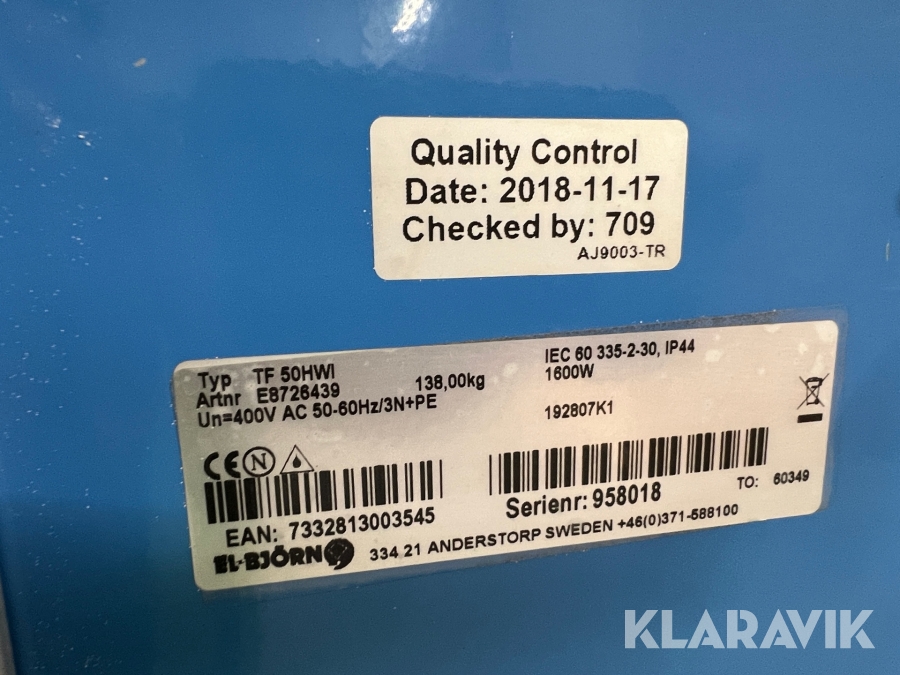 Quality Control
Date: 2018-11-17
Checked by: 709
AJ9003-TR
Typ TF 50HWI
Artnr E8726439 138,00kg
Un=400V AC 50-60Hz/3N+PE
IEC 60 335-2-30, IP44
1600W
192807K1
CE N
EAN: 7332813003545
Serienr: 958018
TO: 60349
EL-BJÖRN 334 21 ANDERSTORP SWEDEN +46(0)371-588100
KLARAVIK